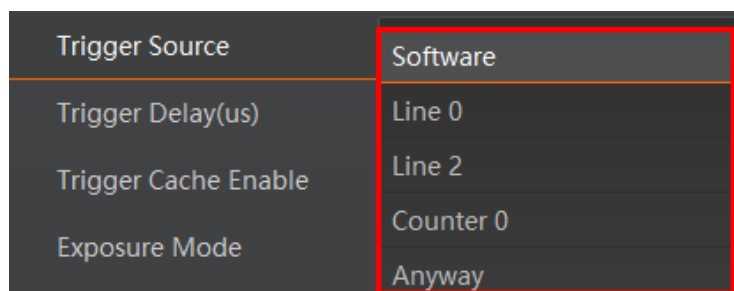 Trigger Source
Software
Trigger Delay(us)
Line 0
Trigger Cache Enable
Line 2
Exposure Mode
Counter 0
Anyway